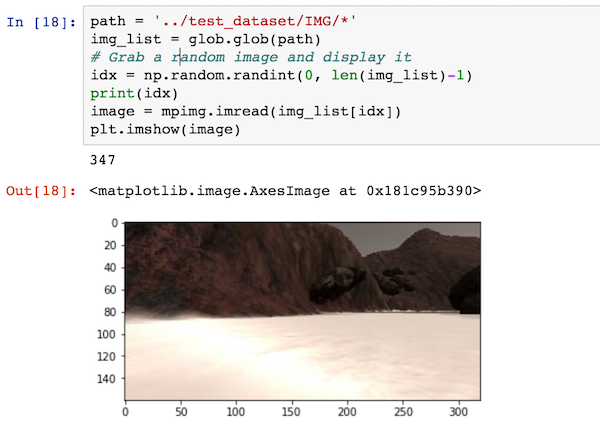 In [18]: path = '../test_dataset/IMG/*'
img_list = glob.glob(path)
# Grab a random image and display it
idx = np.random.randint(0, len(img_list)-1)
print(idx)
image = mpimg.imread(img_list[idx])
plt.imshow(image)
347
Out[18]: <matplotlib.image.AxesImage at 0x181c95b390>
0
20
40
60
80
100
120
140
0 50 100 150 200 250 300